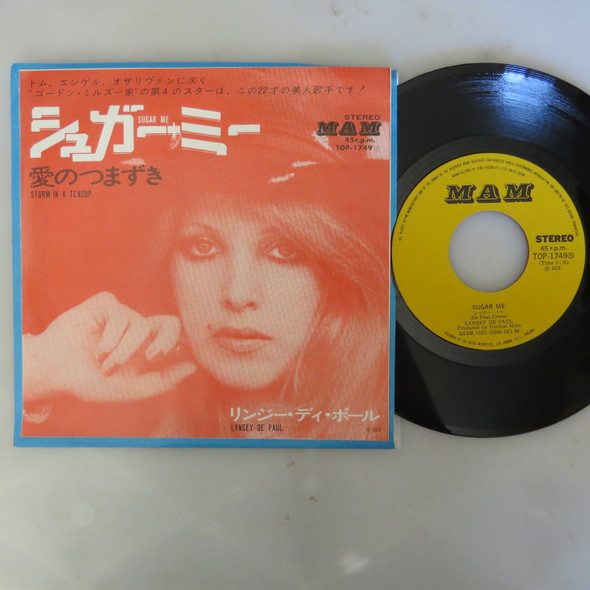 トム、エンゲル、オサリヴァンに次ぐ
"ゴードン・ミルズ一家"の第4のスターは、この22才の美人歌手です!
シュガー・ミー
SUGAR ME
STEREO
MAM
45r.p.m.
TOP-1749
愛のつまずき
STORM IN A TEACUP
リンジー・ディ・ポール
LYNSEY DE PAUL
MAM
STEREO
45 r.p.m.
TOP-1749
SUGAR ME
LYNSEY DE PAUL
Produced by Gordon Mills